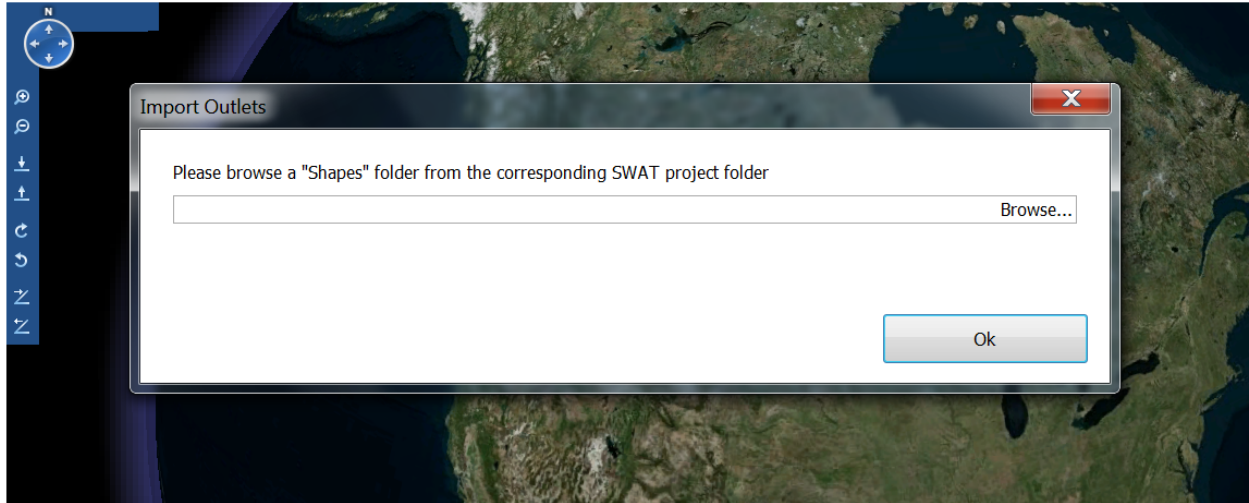 N
Import Outlets
Please browse a "Shapes" folder from the corresponding SWAT project folder
Browse...
Ok